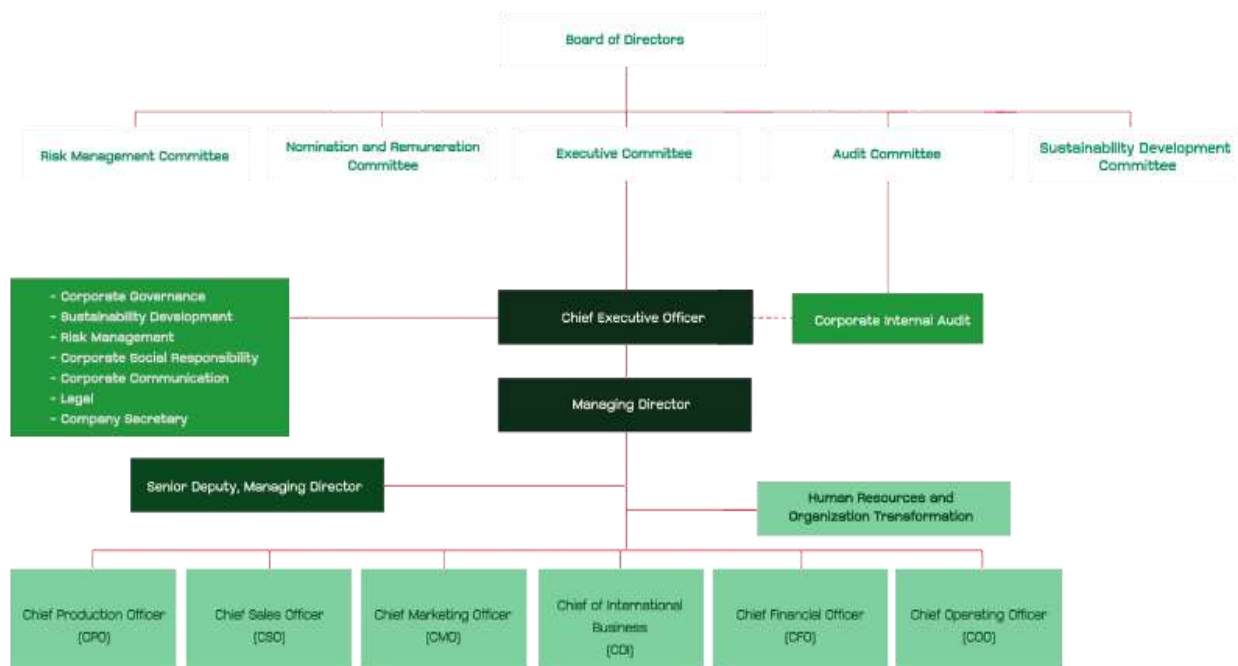 Board of Directors
Risk Management Committee
Nomination and Remuneration
Committee
Executive Committee
Audit Committee
Sustainability Development
Committee
- Corporate Governance
- Sustainability Development
- Risk Management
- Corporate Social Responsibility
- Corporate Communication
- Legal
- Company Secretary
Chief Executive Officer
Corporate Internal Audit
Managing Director
Senior Deputy, Managing Director
Human Resources and
Organization Transformation
Chief Production Officer
(CPO)
Chief Sales Officer
(CSO)
Chief Marketing Officer
(CMO)
Chief of International
Business
(COI)
Chief Financial Officer
(CFO)
Chief Operating Officer
(COO)